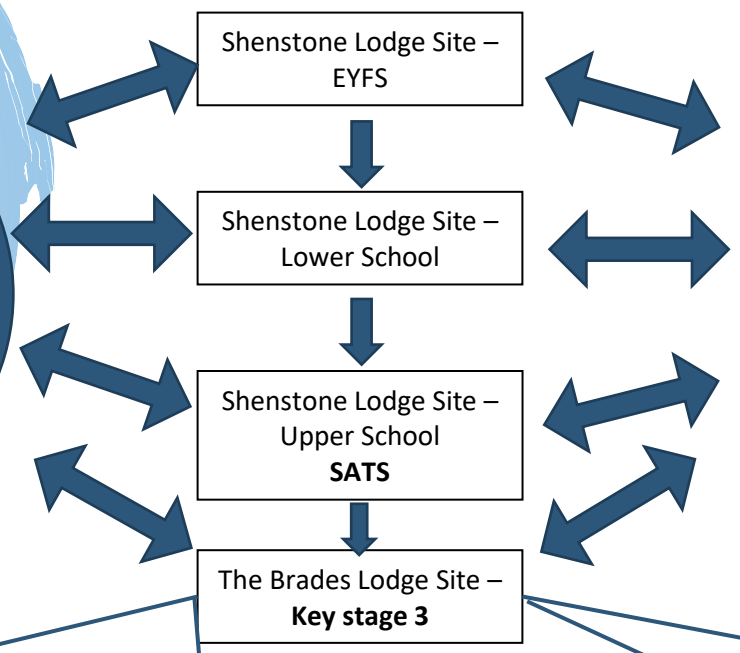 Shenstone Lodge Site –
EYFS
Shenstone Lodge Site –
Lower School
Shenstone Lodge Site –
Upper School
SATS
The Brades Lodge Site –
Key stage 3